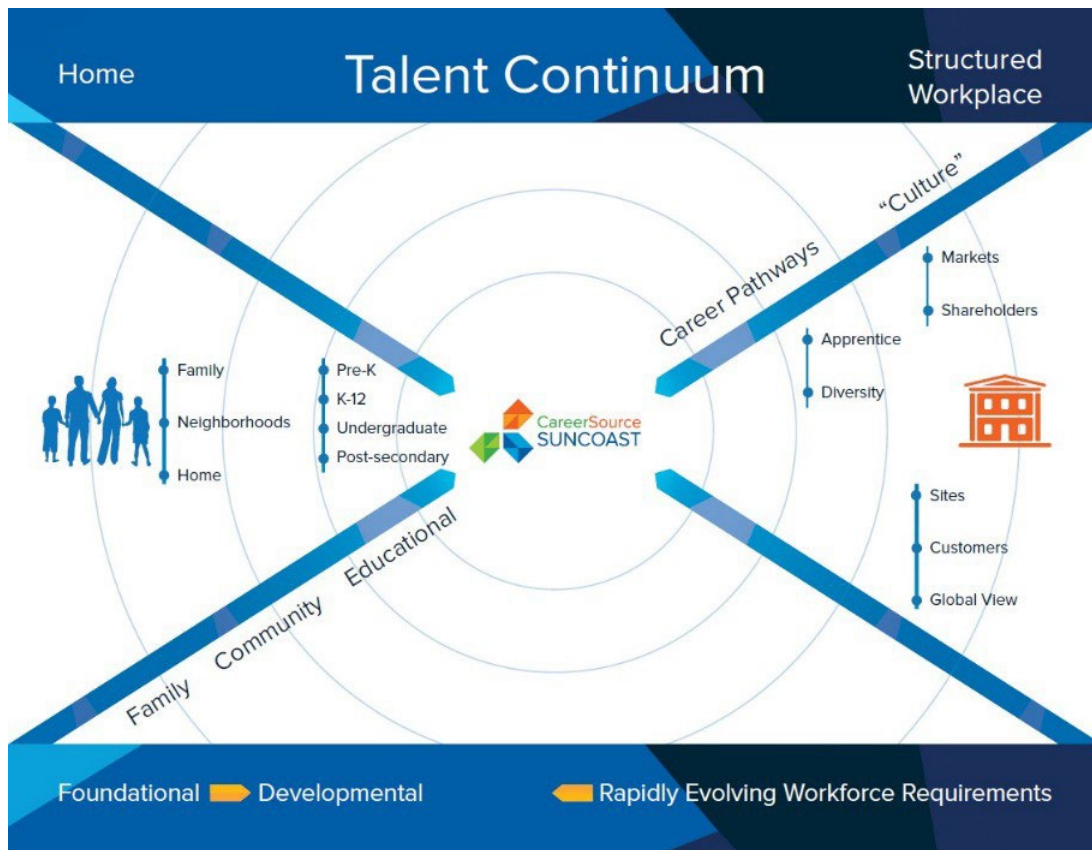 Home
Talent Continuum
Structured
Workplace
"Culture"
Career Pathways
Markets
Shareholders
Apprentice
Diversity
Family
Neighborhoods
Home
Pre-K
K-12
Undergraduate
Post-secondary
CareerSource
SUNCOAST
Sites
Customers
Global View
Educational
Community
Family
Foundational
Developmental
Rapidly Evolving Workforce Requirements